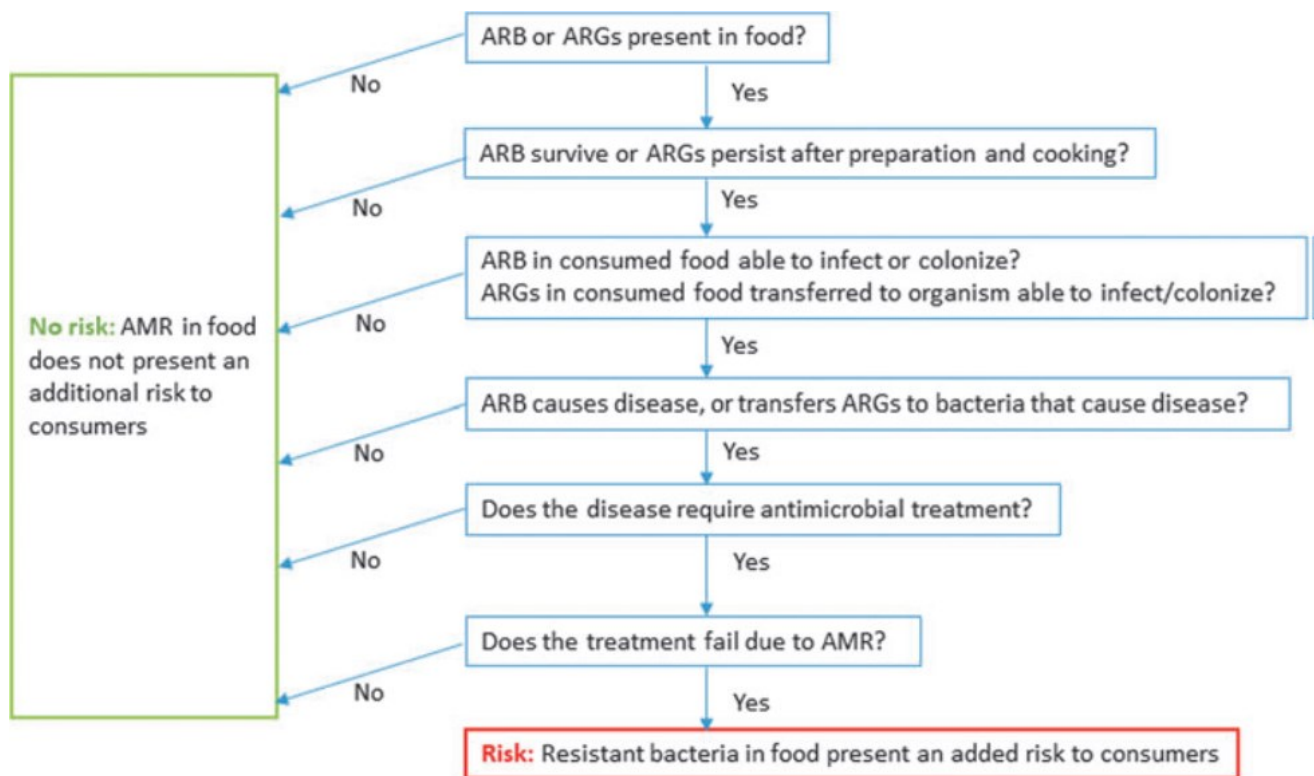 ARB or ARGs present in food?
No
Yes
ARB survive or ARGs persist after preparation and cooking?
No
Yes
ARB in consumed food able to infect or colonize?
ARGs in consumed food transferred to organism able to infect/colonize?
No
Yes
No risk: AMR in food
does not present an
additional risk to
consumers
ARB causes disease, or transfers ARGs to bacteria that cause disease?
No
Yes
Does the disease require antimicrobial treatment?
No
Yes
Does the treatment fail due to AMR?
No
Yes
Risk: Resistant bacteria in food present an added risk to consumers